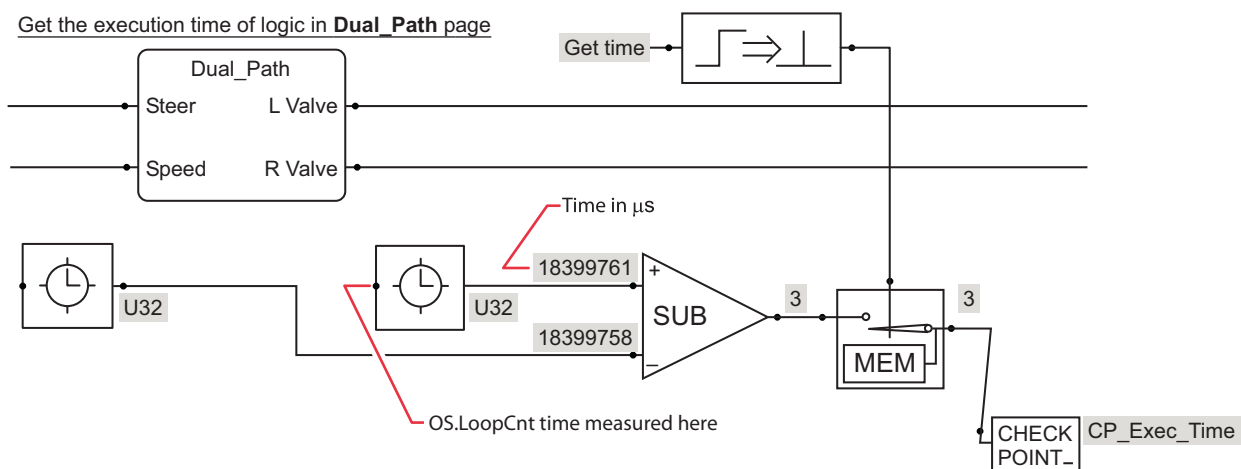 Get the execution time of logic in Dual_Path page
Get time
Dual_Path
Steer
L Valve
Speed
R Valve
Time in μs
18399761
+
U32
U32
SUB
3
3
18399758
−
MEM
OS.LoopCnt time measured here
CHECK
POINT_
CP_Exec_Time